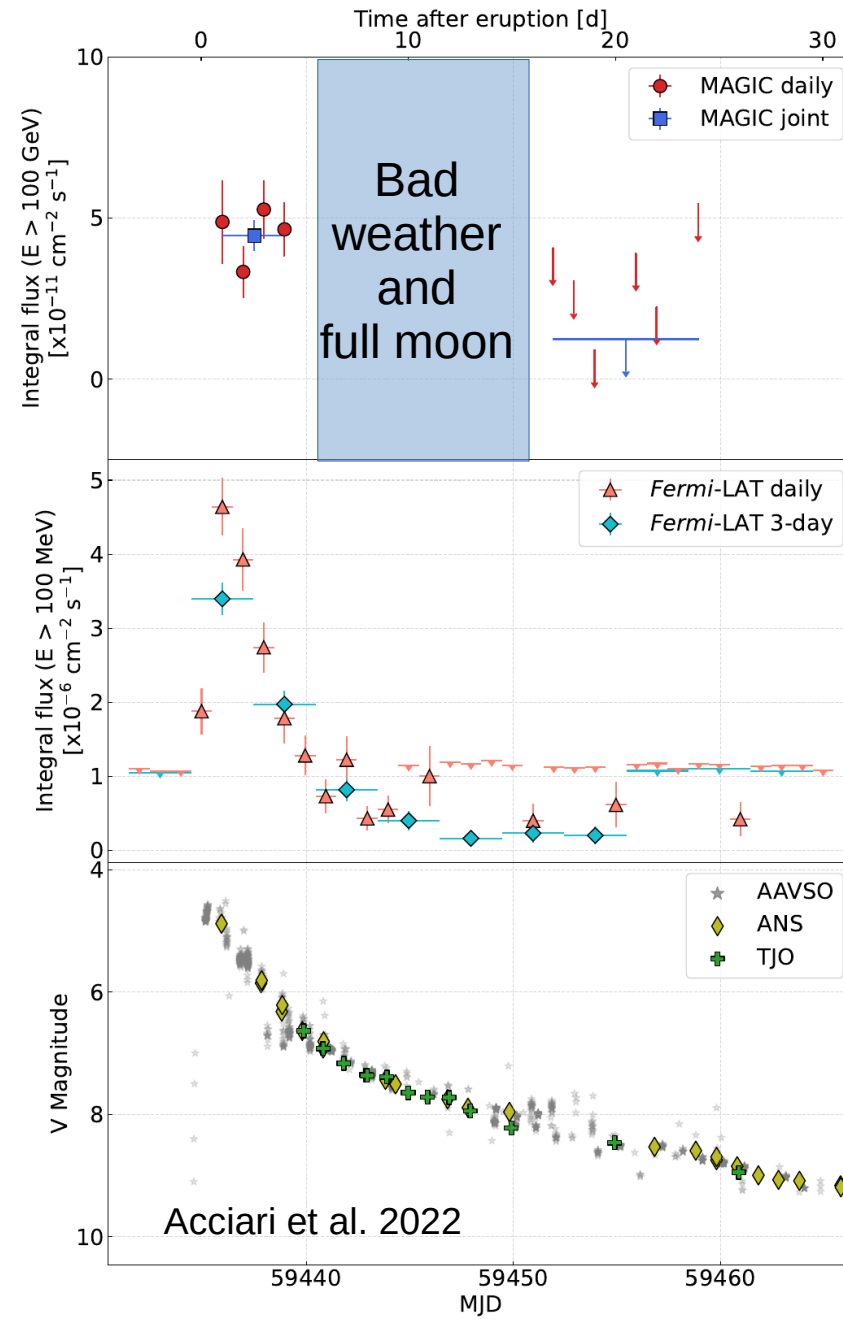 Time after eruption [d]
0 10 20 30
10
5
0
Integral flux (E > 100 GeV)
[x10⁻¹¹ cm⁻² s⁻¹]
MAGIC daily
MAGIC joint
Bad
weather
and
full moon
5
4
3
2
1
0
Integral flux (E > 100 MeV)
[x10⁻⁶ cm⁻² s⁻¹]
Fermi-LAT daily
Fermi-LAT 3-day
4
6
8
10
V Magnitude
AAVSO
ANS
TJO
Acciari et al. 2022
59440 59450 59460
MJD